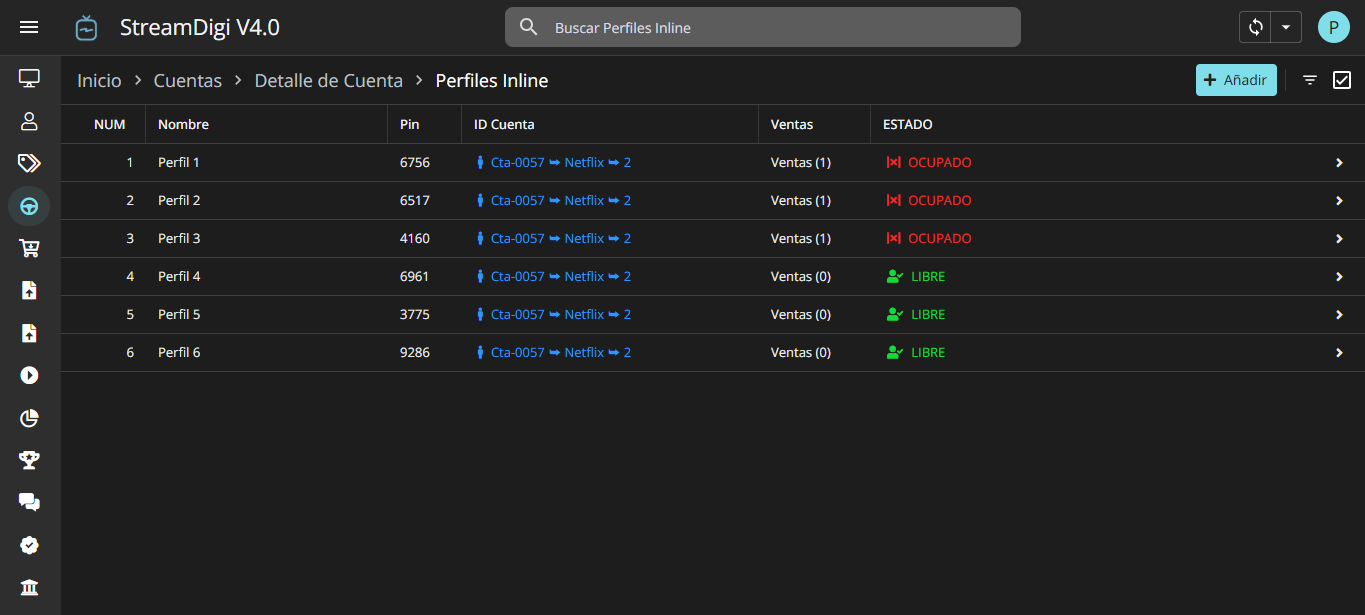 StreamDigi V4.0
Buscar Perfiles Inline
P
Inicio > Cuentas > Detalle de Cuenta > Perfiles Inline
+ Añadir
NUM Nombre Pin ID Cuenta Ventas ESTADO
1 Perfil 1 6756 Cta-0057 ➥ Netflix ➥ 2 Ventas (1) OCUPADO
2 Perfil 2 6517 Cta-0057 ➥ Netflix ➥ 2 Ventas (1) OCUPADO
3 Perfil 3 4160 Cta-0057 ➥ Netflix ➥ 2 Ventas (1) OCUPADO
4 Perfil 4 6961 Cta-0057 ➥ Netflix ➥ 2 Ventas (0) LIBRE
5 Perfil 5 3775 Cta-0057 ➥ Netflix ➥ 2 Ventas (0) LIBRE
6 Perfil 6 9286 Cta-0057 ➥ Netflix ➥ 2 Ventas (0) LIBRE